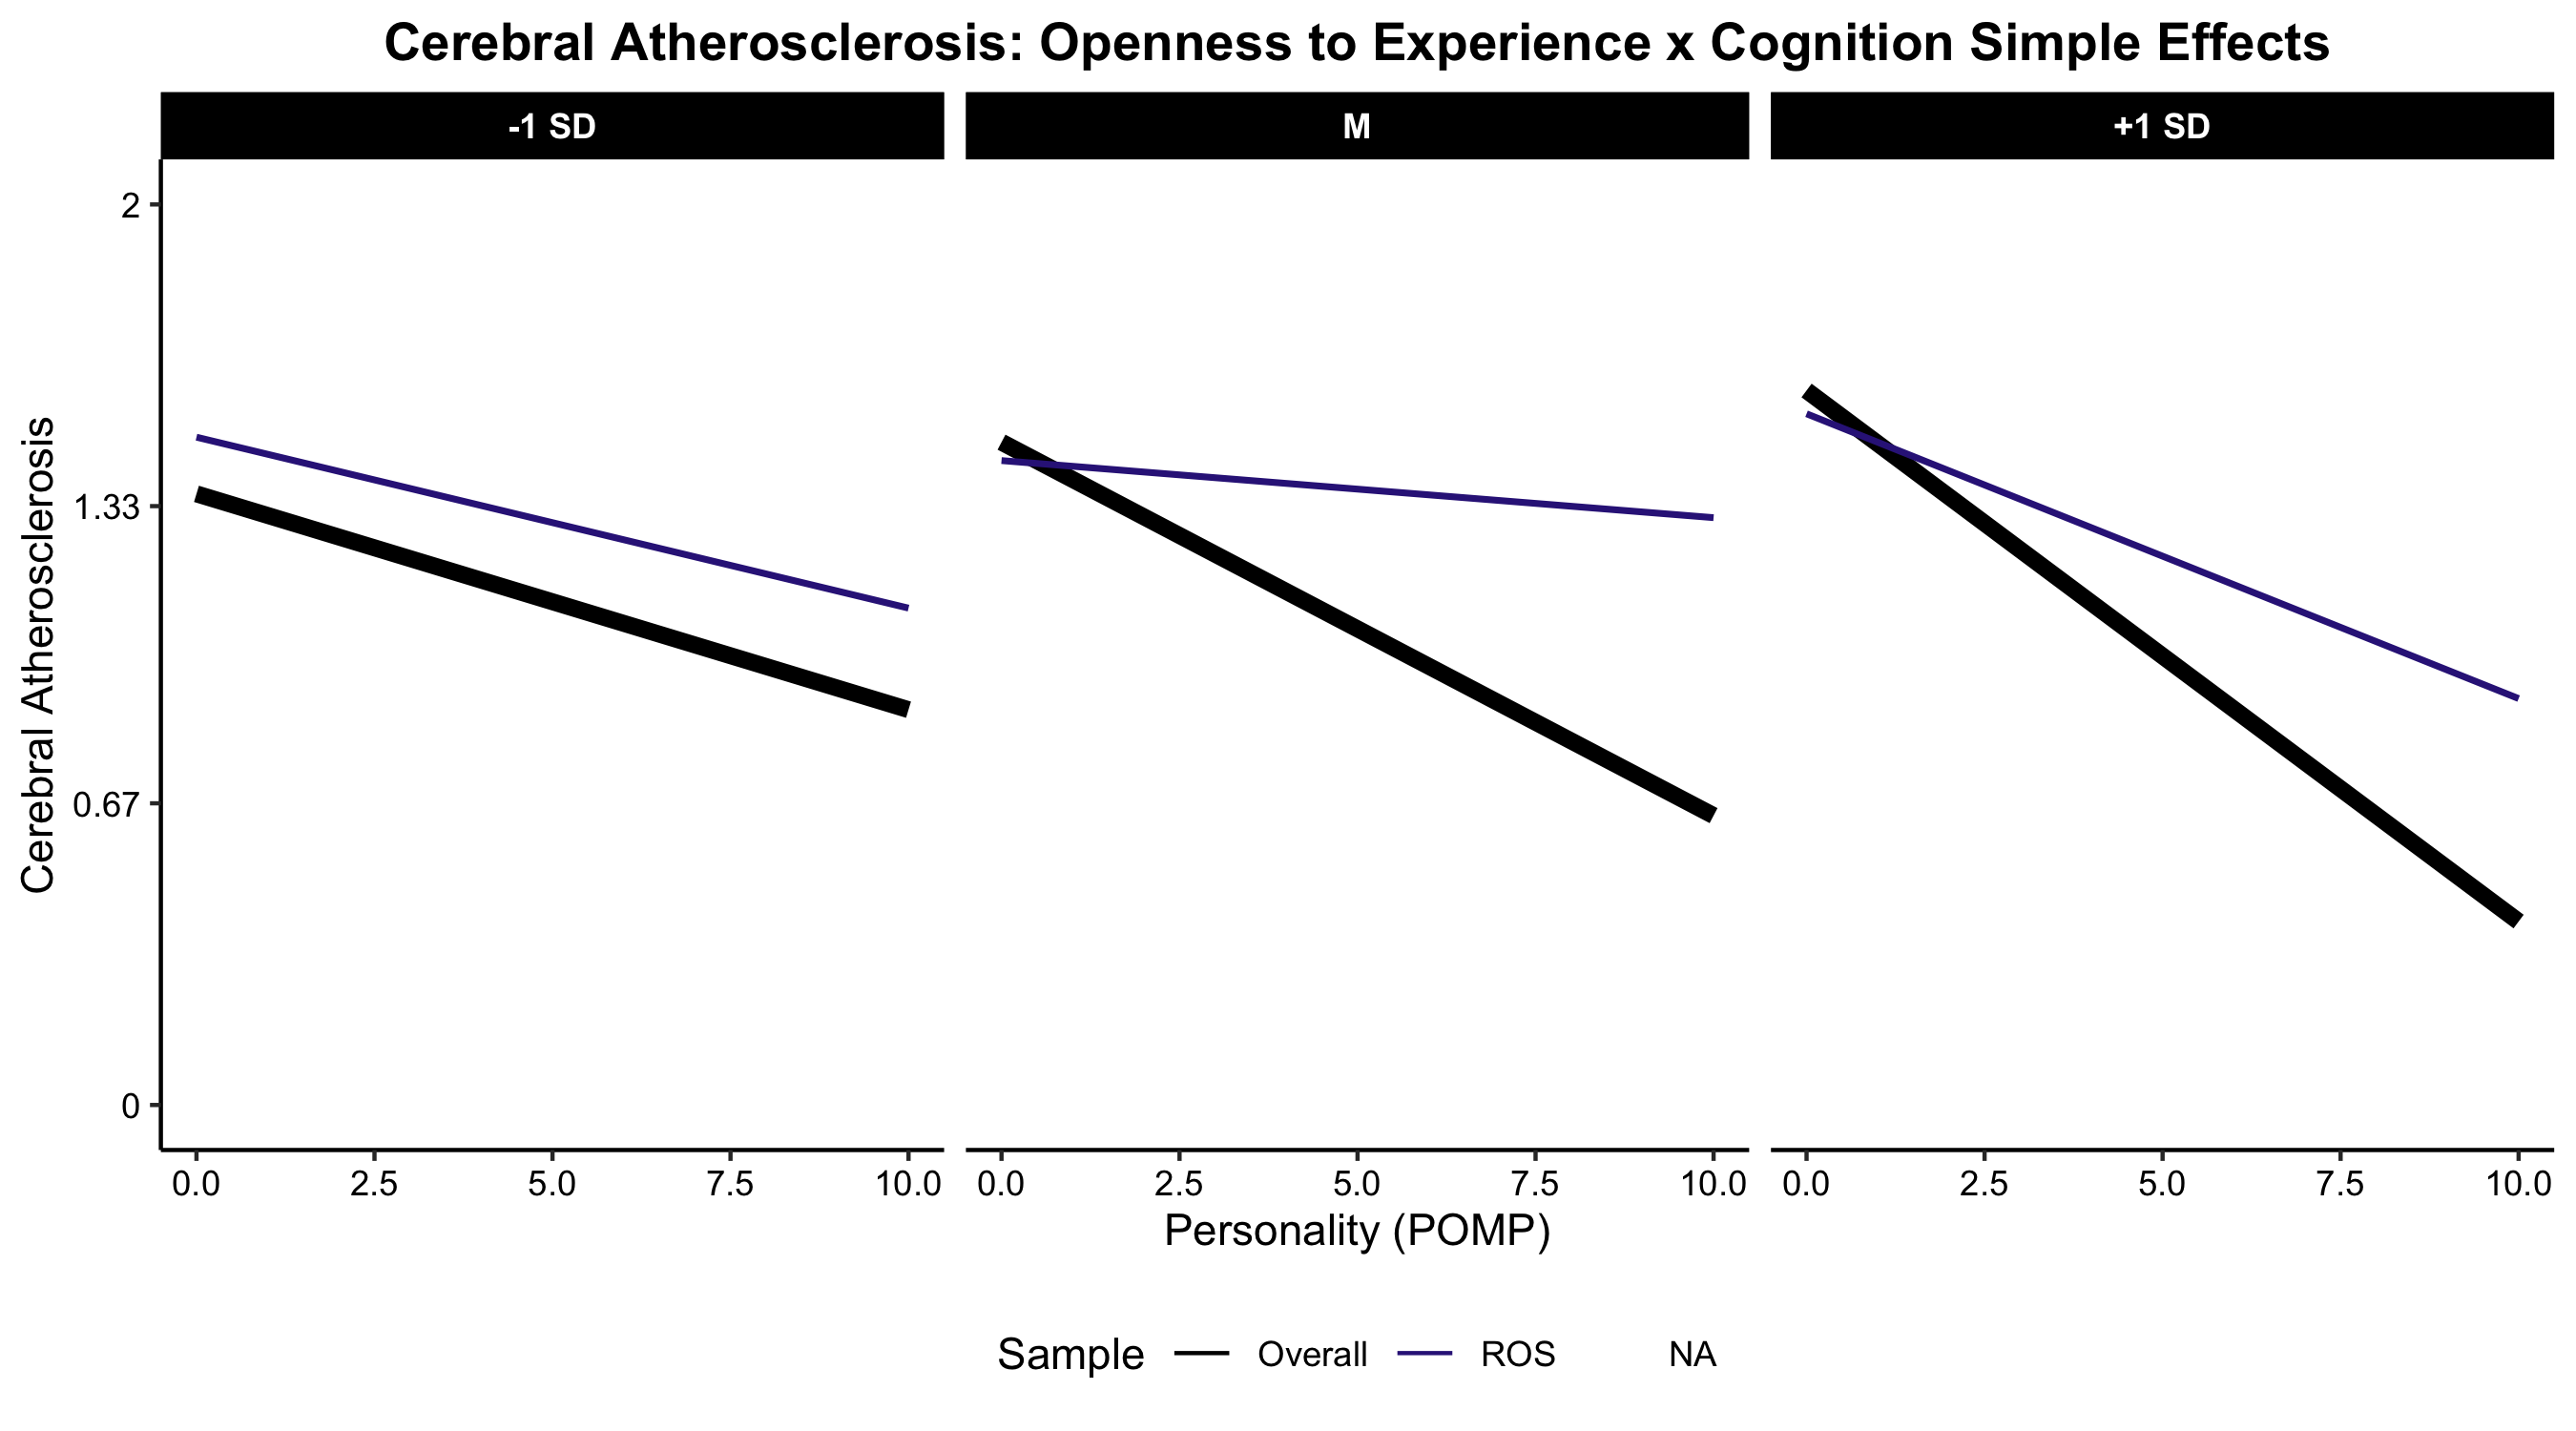 Cerebral Atherosclerosis: Openness to Experience x Cognition Simple Effects
-1 SD
M
+1 SD
Cerebral Atherosclerosis
2
1.33
0.67
0
0.0 2.5 5.0 7.5 10.0
0.0 2.5 5.0 7.5 10.0
0.0 2.5 5.0 7.5 10.0
Personality (POMP)
Sample Overall ROS NA